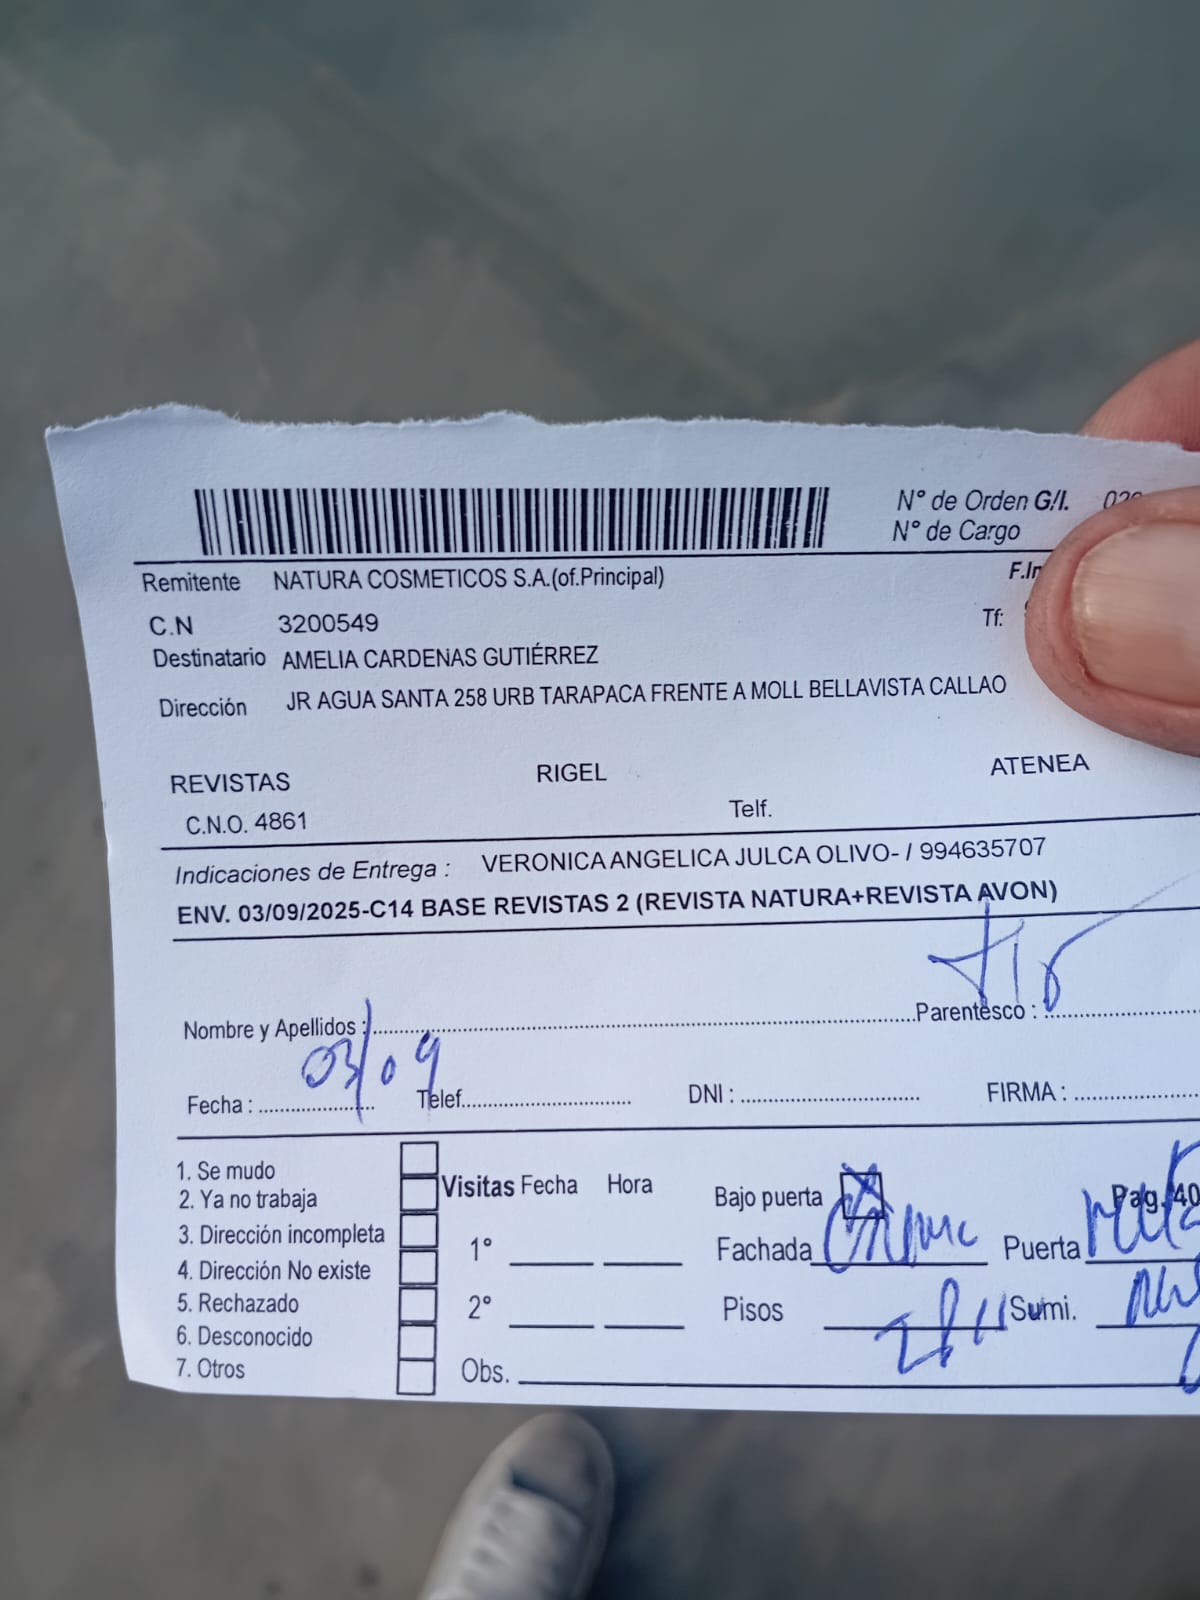 N° de Orden G/I.
N° de Cargo
Remitente NATURA COSMETICOS S.A.(of.Principal)
C.N 3200549 Tf:
Destinatario AMELIA CARDENAS GUTIÉRREZ
Dirección JR AGUA SANTA 258 URB TARAPACA FRENTE A MOLL BELLAVISTA CALLAO
REVISTAS RIGEL ATENEA
C.N.O. 4861 Telf.
Indicaciones de Entrega : VERONICA ANGELICA JULCA OLIVO- / 994635707
ENV. 03/09/2025-C14 BASE REVISTAS 2 (REVISTA NATURA+REVISTA AVON)
Nombre y Apellidos : Parentesco :
03/09
Fecha : Telef. DNI : FIRMA :
1. Se mudo
2. Ya no trabaja
3. Dirección incompleta
4. Dirección No existe
5. Rechazado
6. Desconocido
7. Otros
Visitas Fecha Hora
1°
2°
Obs.
Bajo puerta Pag. 40
Fachada Puerta
Pisos Sumi.